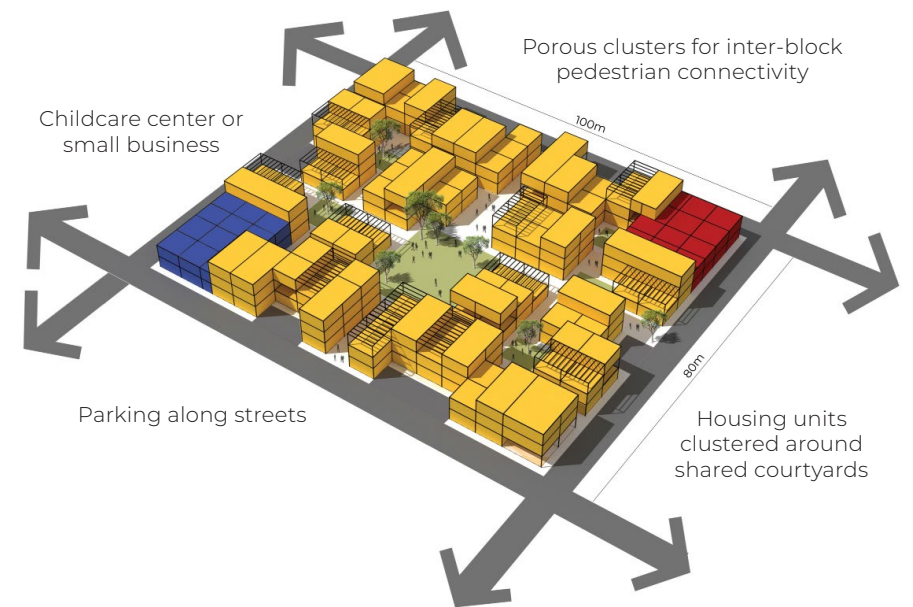 Porous clusters for inter-block
pedestrian connectivity
Childcare center or
small business
100m
80m
Parking along streets
Housing units
clustered around
shared courtyards